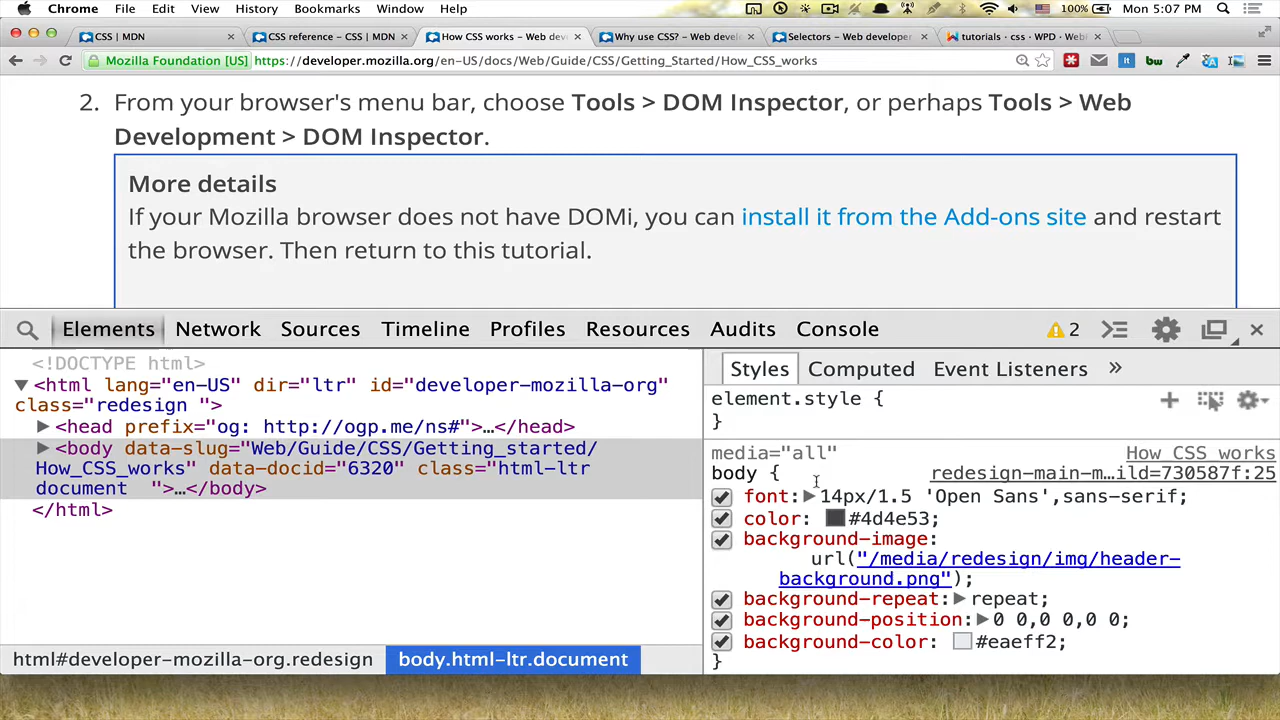 Chrome File Edit View History Bookmarks Window Help 100% Mon 5:07 PM
CSS | MDN × CSS reference - CSS | MDN × How CSS works - Web dev × Why use CSS? - Web devel × Selectors - Web developer × tutorials · css · WPD · WebP ×
Mozilla Foundation [US] https://developer.mozilla.org/en-US/docs/Web/Guide/CSS/Getting_Started/How_CSS_works
2. From your browser's menu bar, choose Tools > DOM Inspector, or perhaps Tools > Web
Development > DOM Inspector.
More details
If your Mozilla browser does not have DOMi, you can install it from the Add-ons site and restart
the browser. Then return to this tutorial.
Elements Network Sources Timeline Profiles Resources Audits Console 2
<!DOCTYPE html>
<html lang="en-US" dir="ltr" id="developer-mozilla-org"
class="redesign ">
<head prefix="og: http://ogp.me/ns#">…</head>
<body data-slug="Web/Guide/CSS/Getting_started/
How_CSS_works" data-docid="6320" class="html-ltr
document  ">…</body>
</html>
html#developer-mozilla-org.redesign body.html-ltr.document
Styles Computed Event Listeners »
element.style {
}
media="all" How CSS works
body { redesign-main-m…ild=730587f:25
font: 14px/1.5 'Open Sans',sans-serif;
color: #4d4e53;
background-image:
url("/media/redesign/img/header-
background.png");
background-repeat: repeat;
background-position: 0 0,0 0,0 0;
background-color: #eaeff2;
}